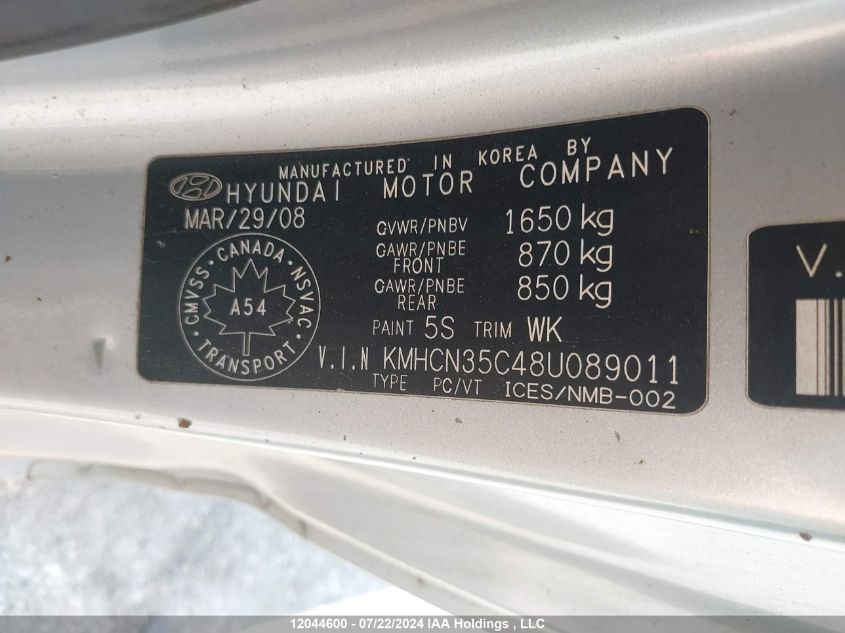 MANUFACTURED IN KOREA BY
HYUNDAI MOTOR COMPANY
MAR/29/08
GVWR/PNBV 1650 kg
GAWR/PNBE FRONT 870 kg
GAWR/PNBE REAR 850 kg
CMVSS • CANADA • NSVAC • TRANSPORT •
A54
PAINT 5S TRIM WK
V.I.N KMHCN35C48U089011
TYPE PC/VT ICES/NMB-002
V.
12044600 - 07/22/2024 IAA Holdings, LLC